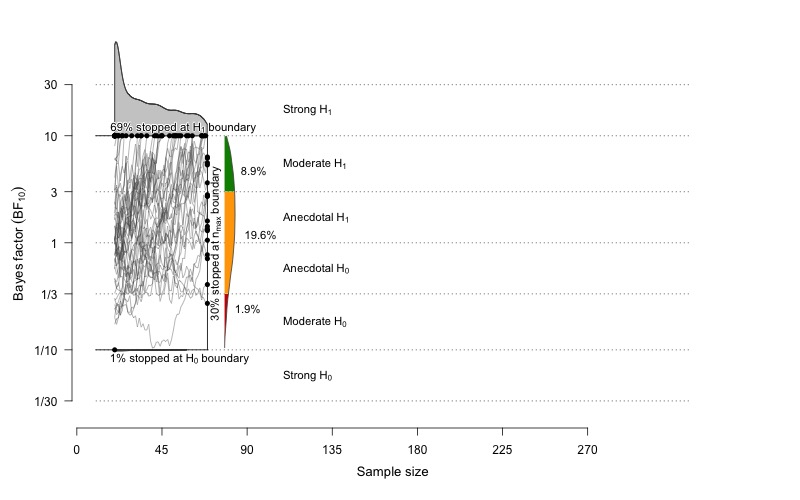 30
Strong H1
69% stopped at H1 boundary
10
Moderate H1
8.9%
3
Anecdotal H1
19.6%
1
Anecdotal H0
1/3
1.9%
Moderate H0
1/10
1% stopped at H0 boundary
Strong H0
1/30
30% stopped at nmax boundary
Bayes factor (BF10)
0 45 90 135 180 225 270
Sample size